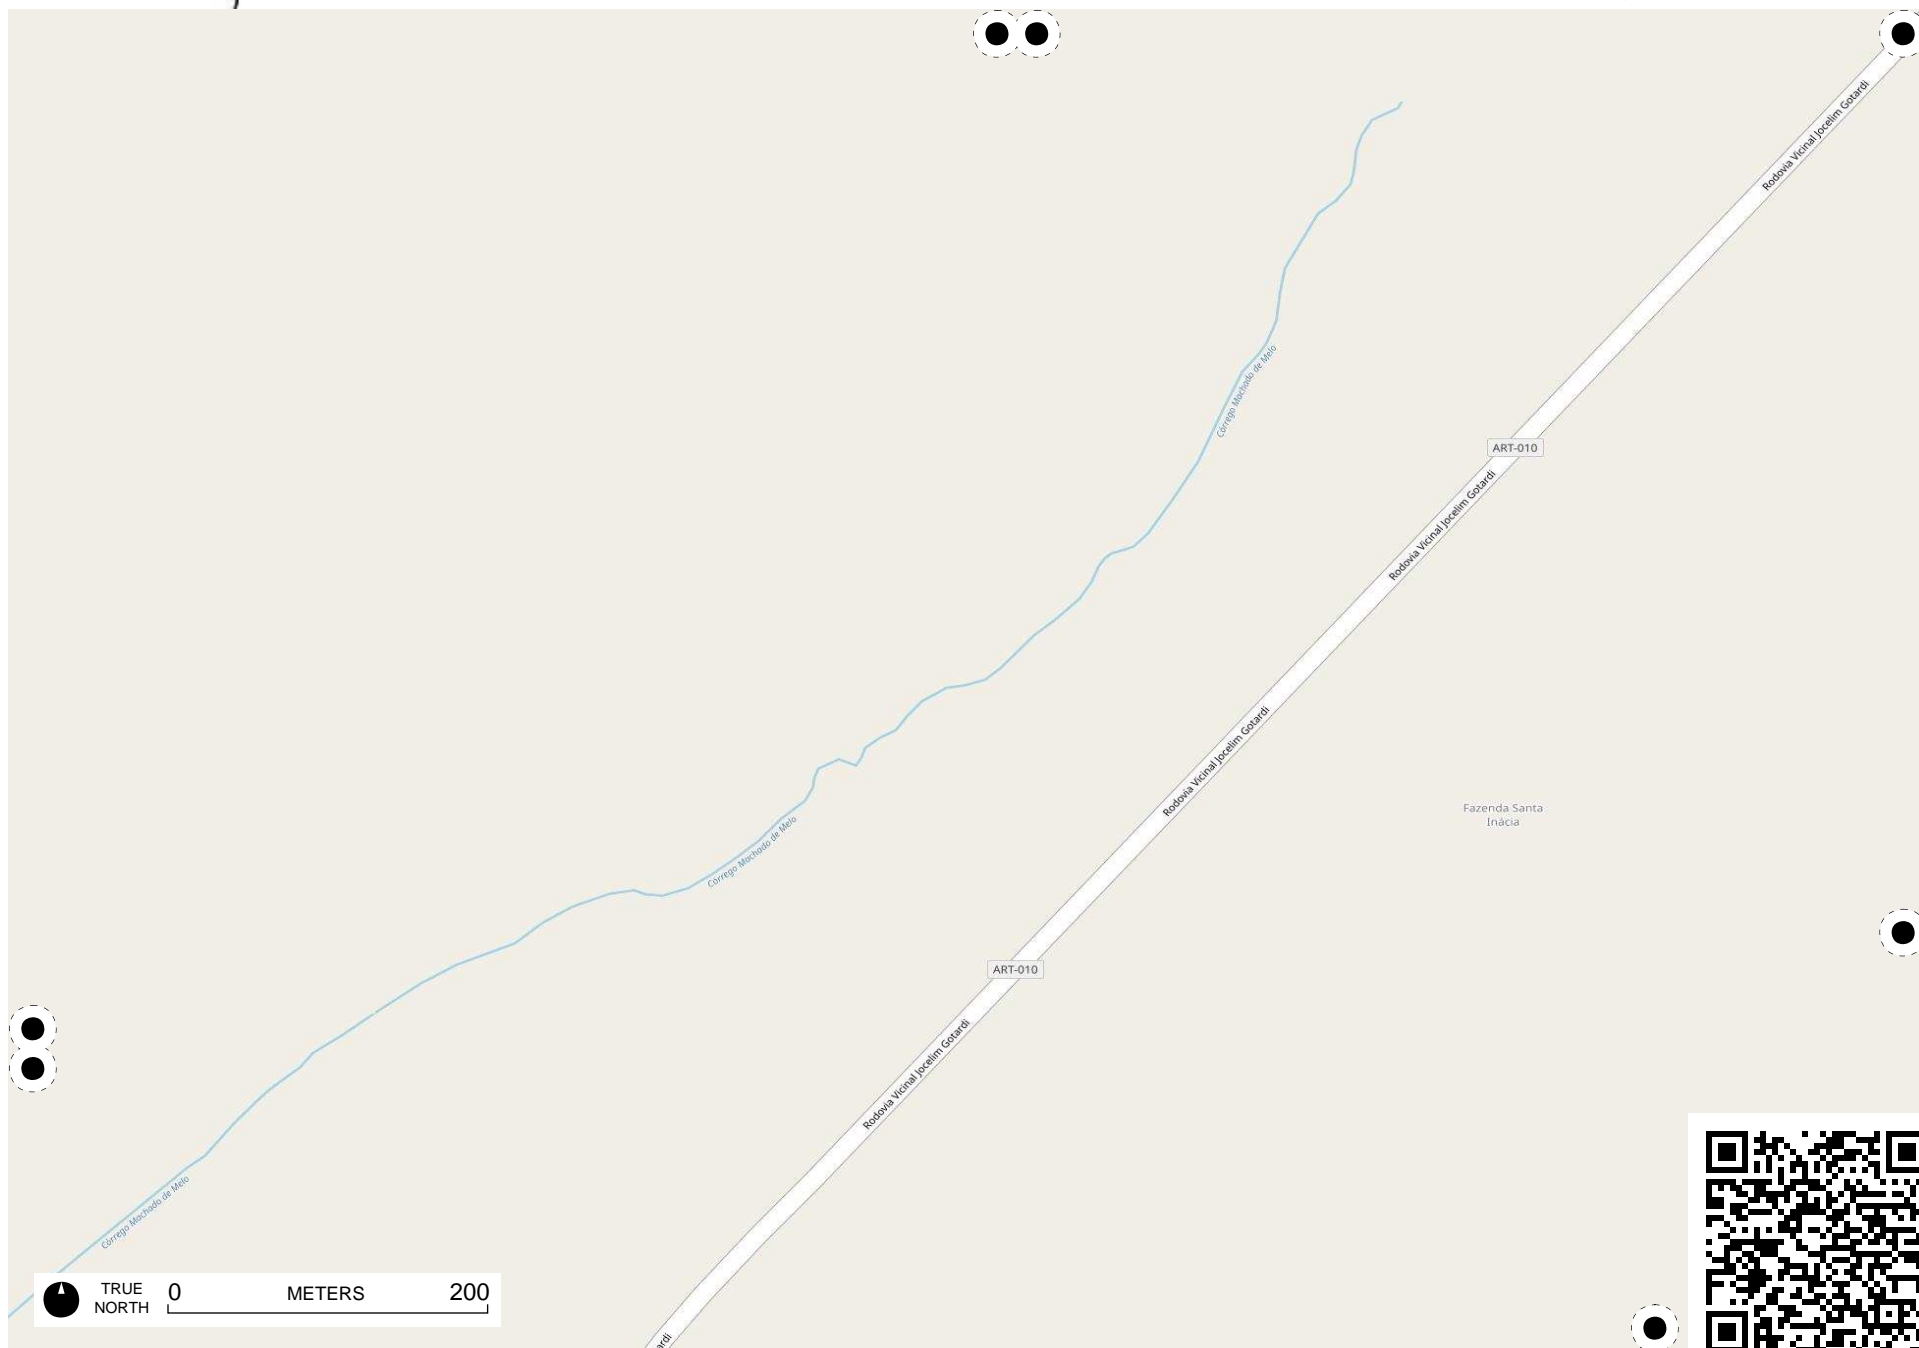 Rodovia Vicinal Jocelim Gotardi
Córrego Machado de Melo
ART-010
Rodovia Vicinal Jocelim Gotardi
Rodovia Vicinal Jocelim Gotardi
Fazenda Santa
Inácia
Córrego Machado de Melo
ART-010
Rodovia Vicinal Jocelim Gotardi
Córrego Machado de Melo
TRUE
NORTH
0 METERS 200
ardi